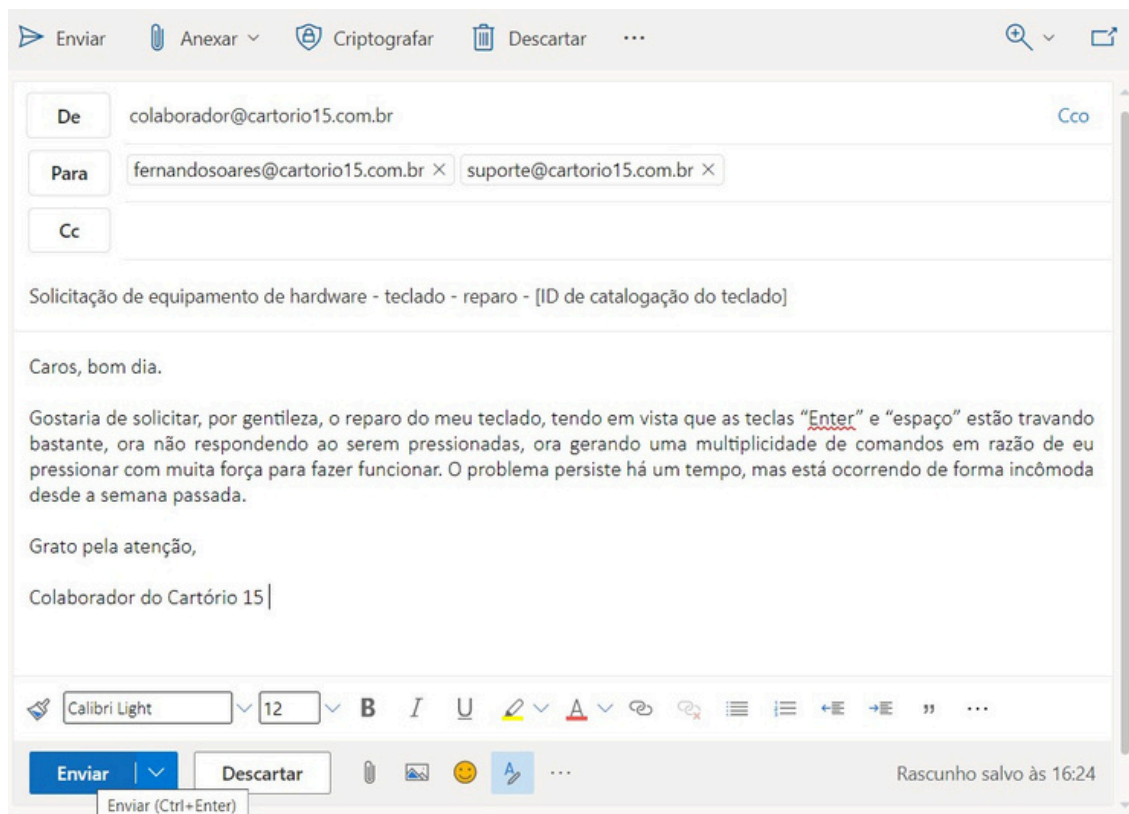 Enviar Anexar Criptografar Descartar ...
De colaborador@cartorio15.com.br Cco
Para fernandosoares@cartorio15.com.br × suporte@cartorio15.com.br ×
Cc
Solicitação de equipamento de hardware - teclado - reparo - [ID de catalogação do teclado]
Caros, bom dia.
Gostaria de solicitar, por gentileza, o reparo do meu teclado, tendo em vista que as teclas “Enter” e “espaço” estão travando
bastante, ora não respondendo ao serem pressionadas, ora gerando uma multiplicidade de comandos em razão de eu
pressionar com muita força para fazer funcionar. O problema persiste há um tempo, mas está ocorrendo de forma incômoda
desde a semana passada.
Grato pela atenção,
Colaborador do Cartório 15
Calibri Light 12 B I U A ...
Enviar Descartar ... Rascunho salvo às 16:24
Enviar (Ctrl+Enter)